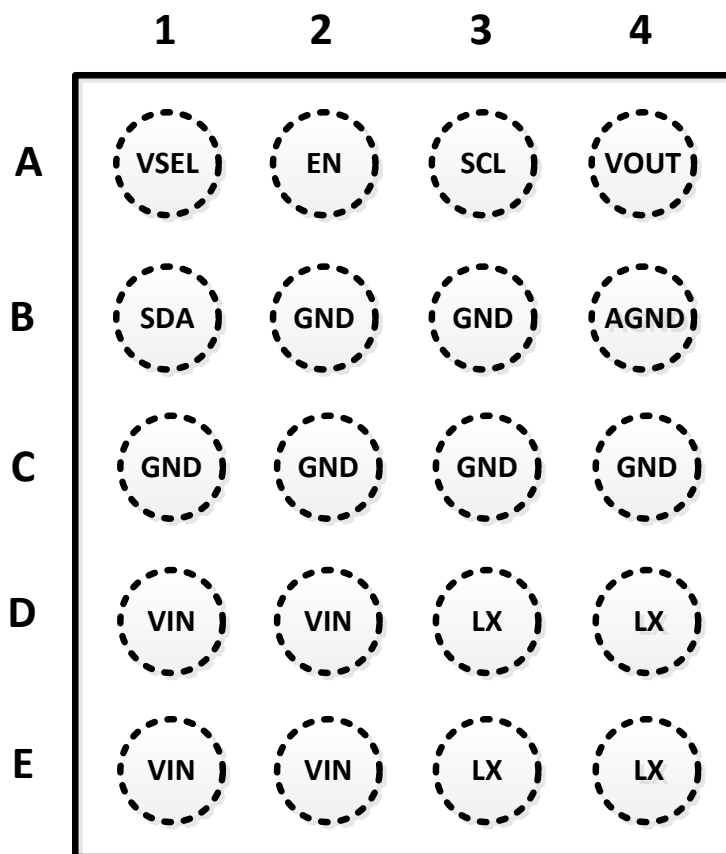 1 2 3 4
A VSEL EN SCL VOUT
B SDA GND GND AGND
C GND GND GND GND
D VIN VIN LX LX
E VIN VIN LX LX